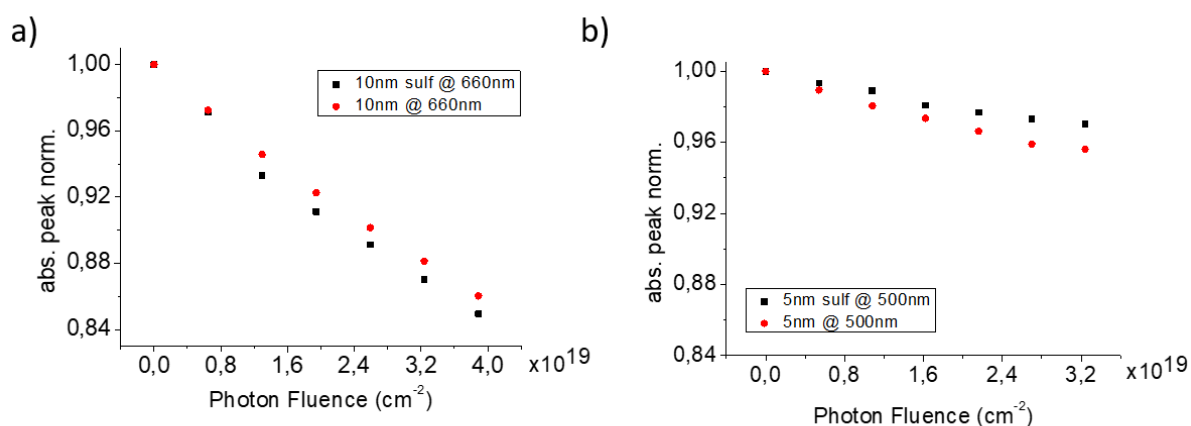 a)
1,00
0,96
0,92
0,88
0,84
abs. peak norm.
10nm sulf @ 660nm
10nm @ 660nm
0,0 0,8 1,6 2,4 3,2 4,0 x10¹⁹
Photon Fluence (cm⁻²)
b)
1,00
0,96
0,92
0,88
0,84
abs. peak norm.
5nm sulf @ 500nm
5nm @ 500nm
0,0 0,8 1,6 2,4 3,2 x10¹⁹
Photon Fluence (cm⁻²)